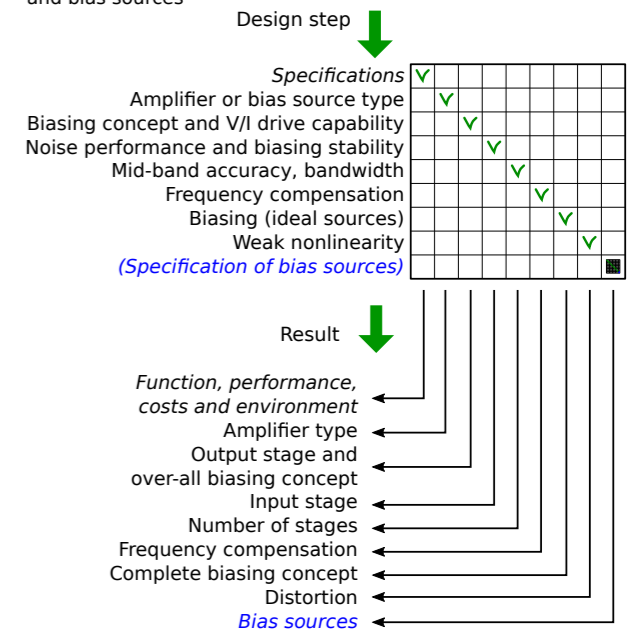 and bias sources
Design step
Specifications
Amplifier or bias source type
Biasing concept and V/I drive capability
Noise performance and biasing stability
Mid-band accuracy, bandwidth
Frequency compensation
Biasing (ideal sources)
Weak nonlinearity
(Specification of bias sources)
Result
Function, performance,
costs and environment
Amplifier type
Output stage and
over-all biasing concept
Input stage
Number of stages
Frequency compensation
Complete biasing concept
Distortion
Bias sources